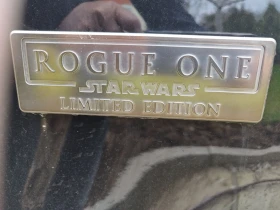 ROGUE ONE
STAR WARS
LIMITED EDITION